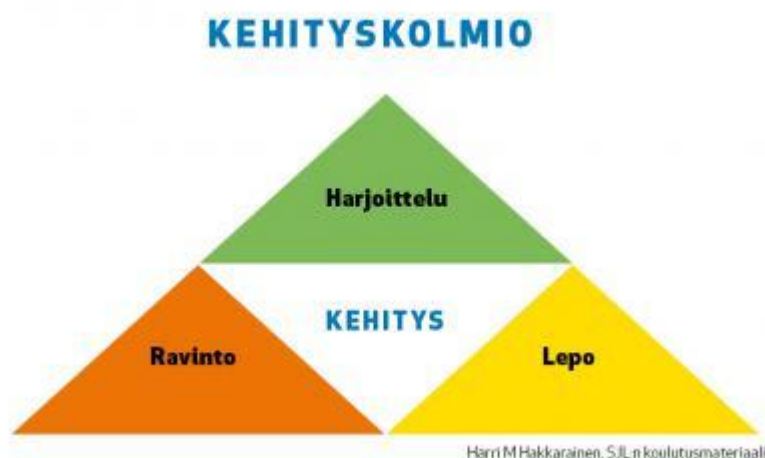 KEHITYSKOLMIO
Harjoittelu
KEHITYS
Ravinto
Lepo
Harri M Hakkarainen, SJL:n koulutusmateriaali